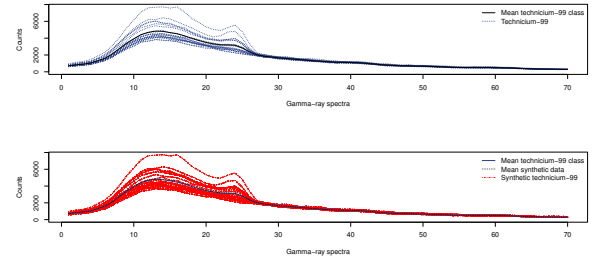 Counts
0 2000 6000
Mean technicium−99 class
Technicium−99
0 10 20 30 40 50 60 70
Gamma−ray spectra
Counts
0 2000 6000
Mean technicium−99 class
Mean synthetic data
Synthetic technicium−99
0 10 20 30 40 50 60 70
Gamma−ray spectra